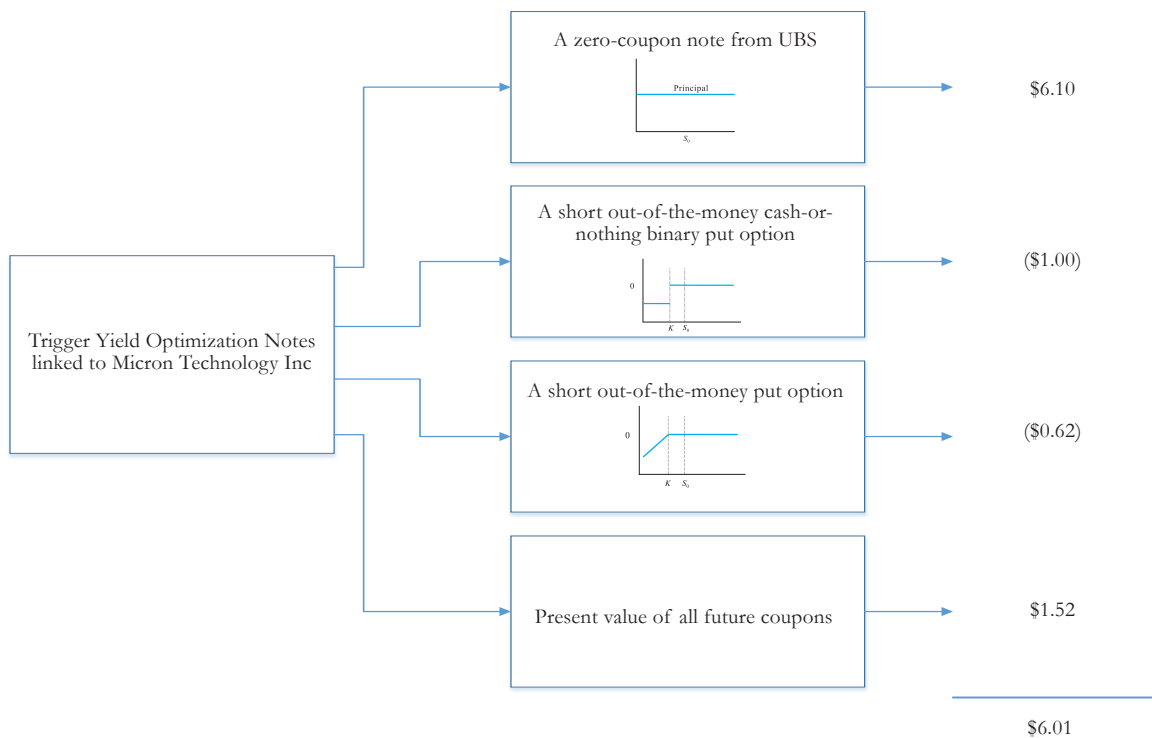 A zero-coupon note from UBS
Principal
S₀
$6.10
A short out-of-the-money cash-or-
nothing binary put option
0
K S₀
($1.00)
Trigger Yield Optimization Notes
linked to Micron Technology Inc
A short out-of-the-money put option
0
K S₀
($0.62)
Present value of all future coupons
$1.52
$6.01